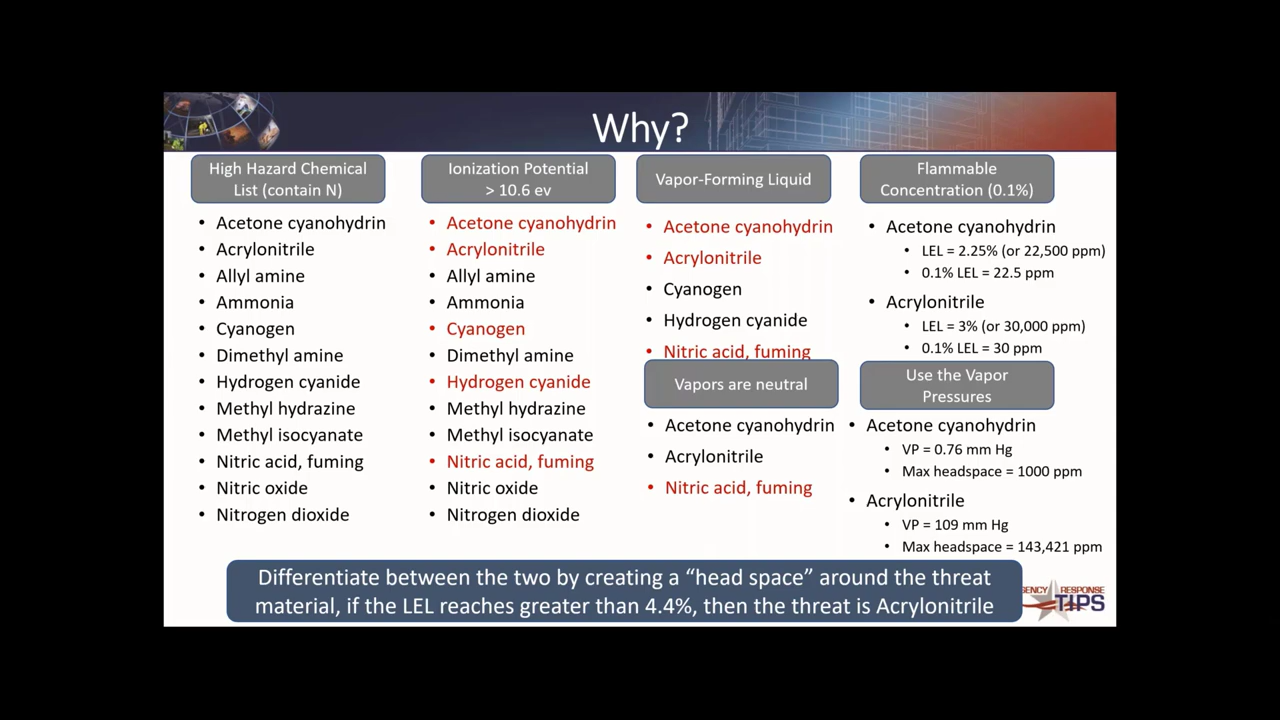 Why?
High Hazard Chemical
List (contain N)
• Acetone cyanohydrin
• Acrylonitrile
• Allyl amine
• Ammonia
• Cyanogen
• Dimethyl amine
• Hydrogen cyanide
• Methyl hydrazine
• Methyl isocyanate
• Nitric acid, fuming
• Nitric oxide
• Nitrogen dioxide
Ionization Potential
> 10.6 ev
• Acetone cyanohydrin
• Acrylonitrile
• Allyl amine
• Ammonia
• Cyanogen
• Dimethyl amine
• Hydrogen cyanide
• Methyl hydrazine
• Methyl isocyanate
• Nitric acid, fuming
• Nitric oxide
• Nitrogen dioxide
Vapor-Forming Liquid
• Acetone cyanohydrin
• Acrylonitrile
• Cyanogen
• Hydrogen cyanide
• Nitric acid, fuming
Vapors are neutral
• Acetone cyanohydrin
• Acrylonitrile
• Nitric acid, fuming
Flammable
Concentration (0.1%)
• Acetone cyanohydrin
• LEL = 2.25% (or 22,500 ppm)
• 0.1% LEL = 22.5 ppm
• Acrylonitrile
• LEL = 3% (or 30,000 ppm)
• 0.1% LEL = 30 ppm
Use the Vapor
Pressures
• Acetone cyanohydrin
• VP = 0.76 mm Hg
• Max headspace = 1000 ppm
• Acrylonitrile
• VP = 109 mm Hg
• Max headspace = 143,421 ppm
Differentiate between the two by creating a “head space” around the threat
material, if the LEL reaches greater than 4.4%, then the threat is Acrylonitrile
GENCY RESPONSE
TIPS